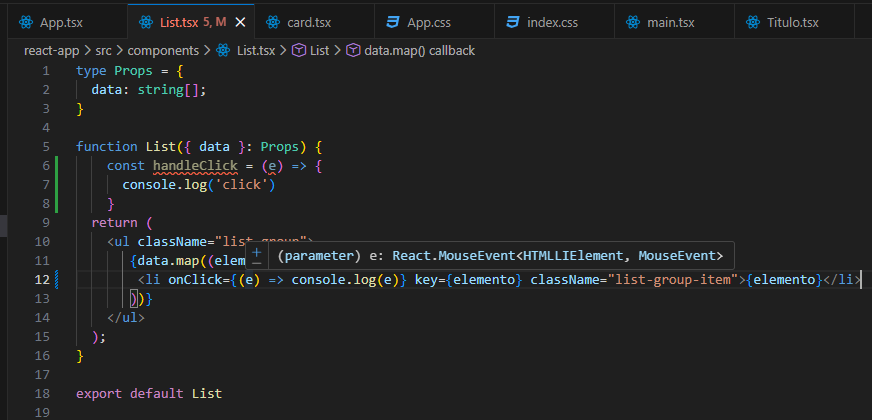 App.tsx List.tsx 5, M card.tsx App.css index.css main.tsx Titulo.tsx
react-app > src > components > List.tsx > List > data.map() callback
1 type Props = {
2 data: string[];
3 }
4
5 function List({ data }: Props) {
6 const handleClick = (e) => {
7 console.log('click')
8 }
9 return (
10 <ul className="list-group">
11 {data.map((elem
(parameter) e: React.MouseEvent<HTMLLIElement, MouseEvent>
12 <li onClick={(e) => console.log(e)} key={elemento} className="list-group-item">{elemento}</li>
13 ))}
14 </ul>
15 );
16 }
17
18 export default List
19